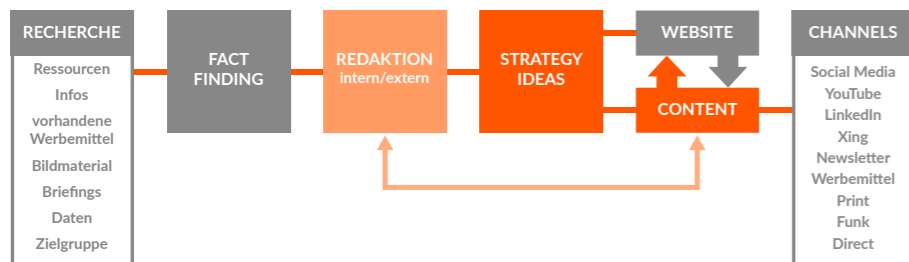 RECHERCHE
Ressourcen
Infos
vorhandene
Werbemittel
Bildmaterial
Briefings
Daten
Zielgruppe
FACT
FINDING
REDAKTION
intern/extern
STRATEGY
IDEAS
WEBSITE
CONTENT
CHANNELS
Social Media
YouTube
LinkedIn
Xing
Newsletter
Werbemittel
Print
Funk
Direct